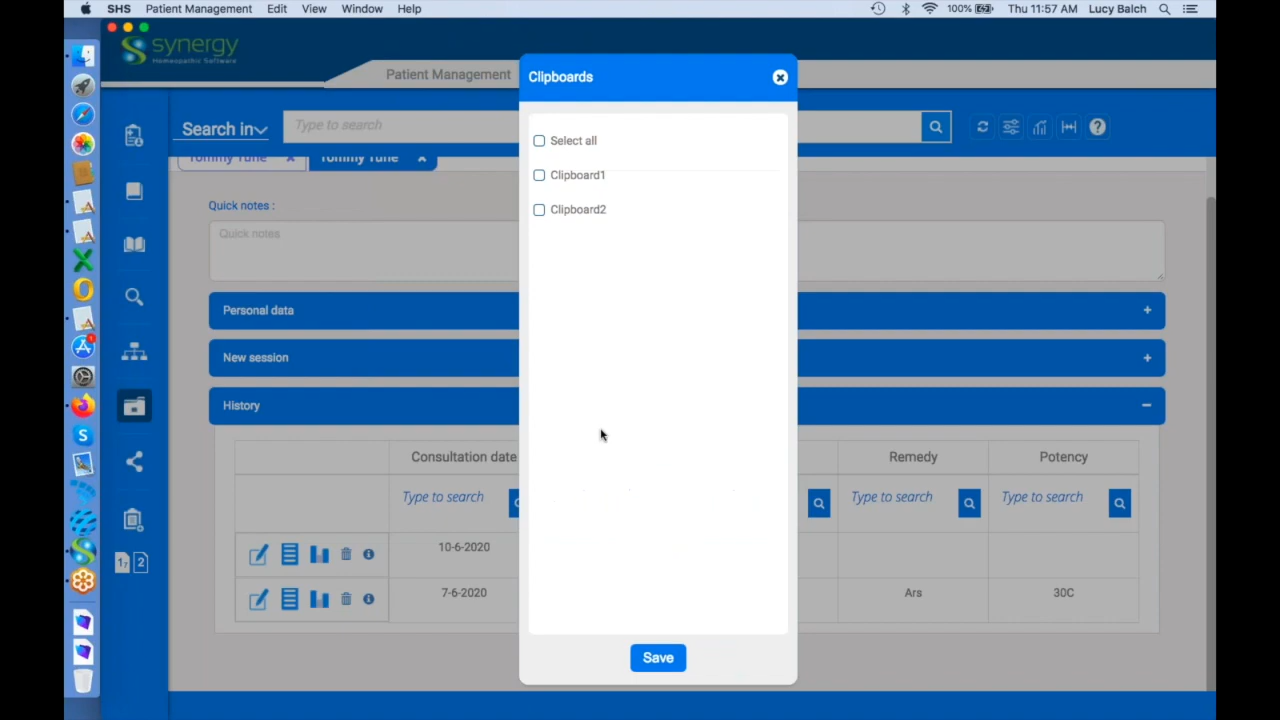 SHS Patient Management Edit View Window Help 100% Thu 11:57 AM Lucy Balch
synergy
Homeopathic Software
Patient Management
Clipboards
Search in
Type to search
Select all
Clipboard1
Clipboard2
Tommy Tune
Tommy Tune
Quick notes :
Quick notes
Personal data
New session
History
Consultation date Remedy Potency
Type to search Type to search Type to search
10-6-2020
7-6-2020 Ars 30C
Save